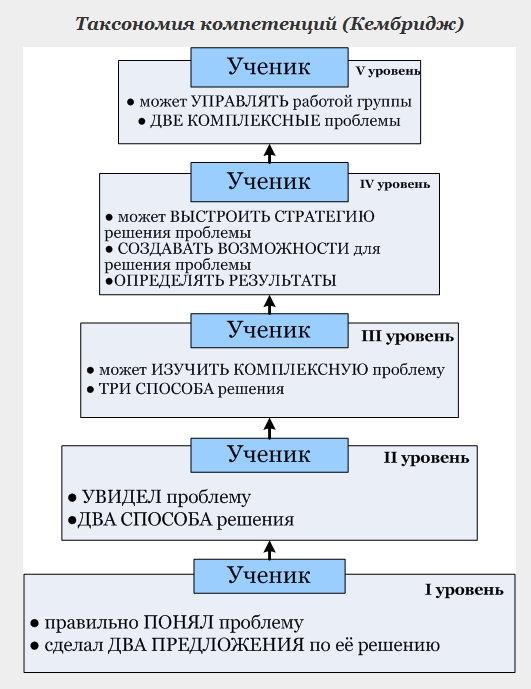 Таксономия компетенций (Кембридж)
Ученик
V уровень
● может УПРАВЛЯТЬ работой группы
● ДВЕ КОМПЛЕКСНЫЕ проблемы
Ученик
IV уровень
● может ВЫСТРОИТЬ СТРАТЕГИЮ
решения проблемы
● СОЗДАВАТЬ ВОЗМОЖНОСТИ для
решения проблемы
●ОПРЕДЕЛЯТЬ РЕЗУЛЬТАТЫ
Ученик
III уровень
● может ИЗУЧИТЬ КОМПЛЕКСНУЮ проблему
● ТРИ СПОСОБА решения
Ученик
II уровень
● УВИДЕЛ проблему
●ДВА СПОСОБА решения
Ученик
I уровень
● правильно ПОНЯЛ проблему
● сделал ДВА ПРЕДЛОЖЕНИЯ по её решению